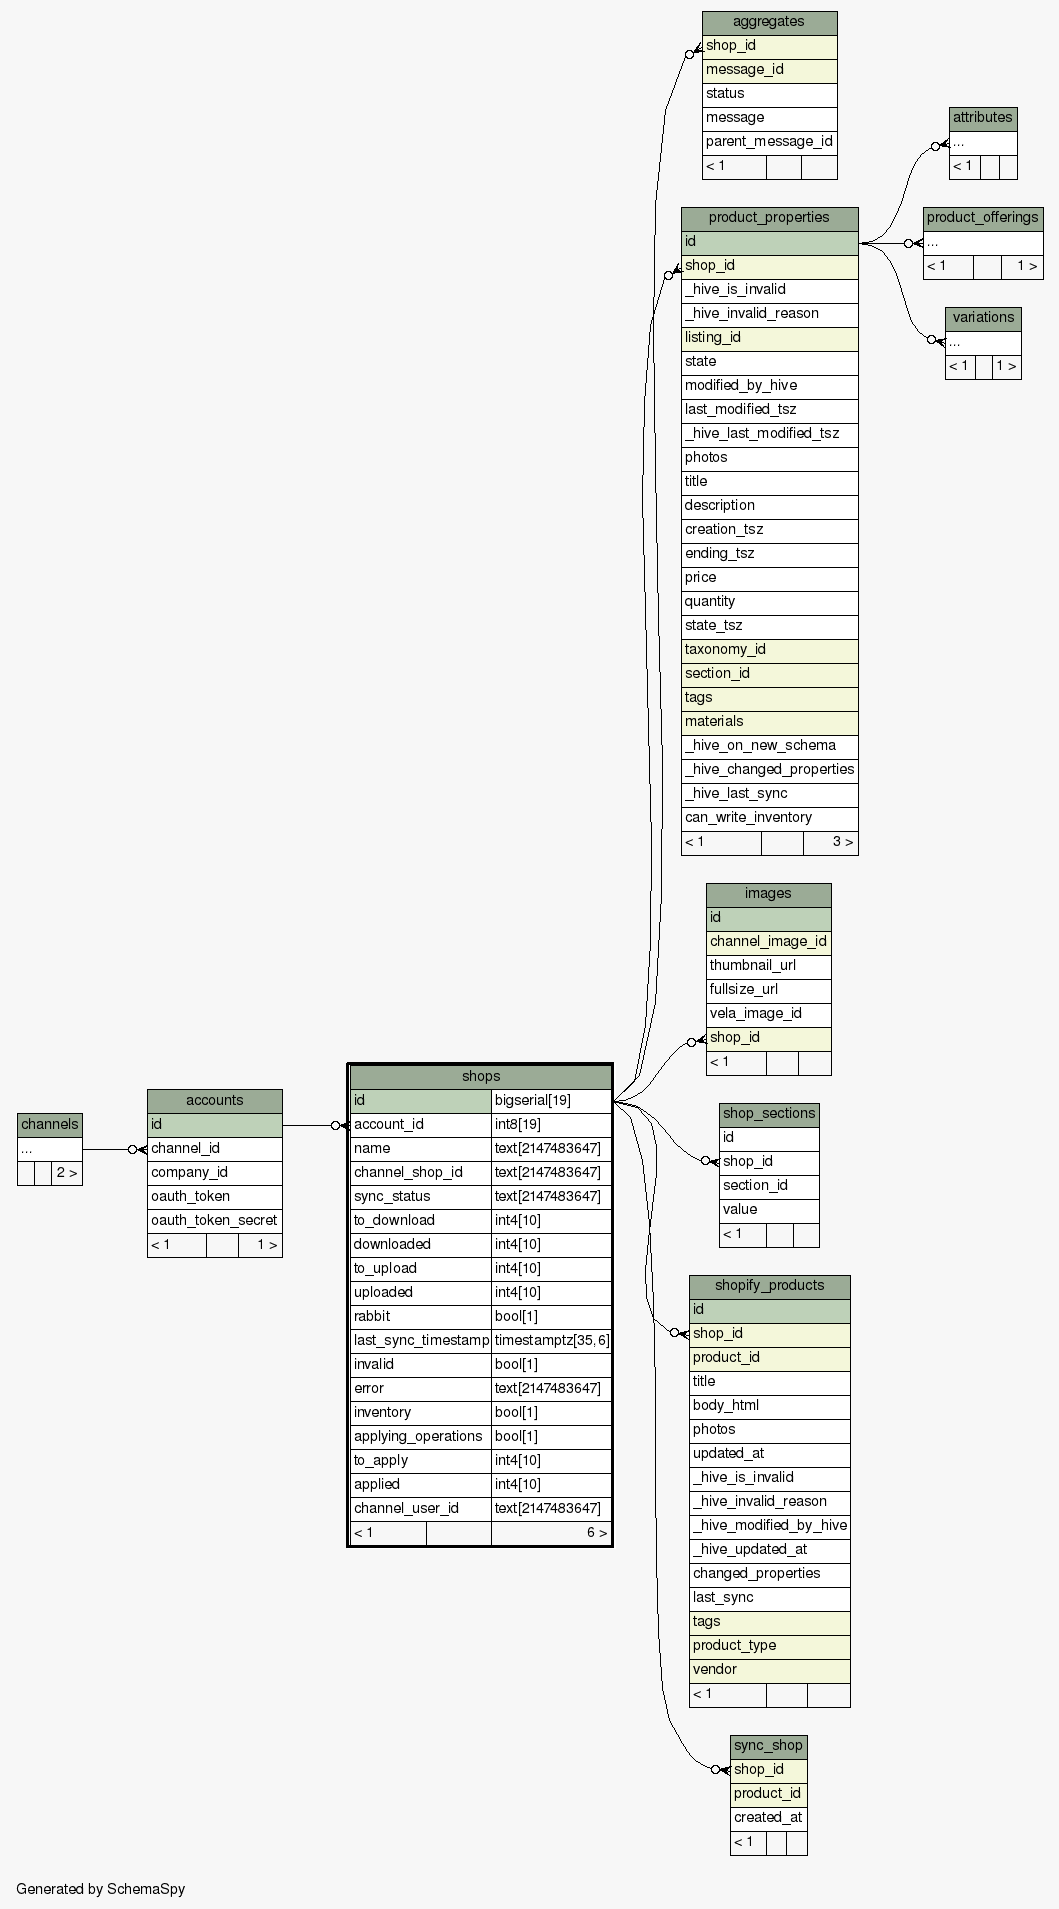 aggregates
shop_id
message_id
status
message
parent_message_id
< 1
attributes
...
< 1
product_properties
id
shop_id
_hive_is_invalid
_hive_invalid_reason
listing_id
state
modified_by_hive
last_modified_tsz
_hive_last_modified_tsz
photos
title
description
creation_tsz
ending_tsz
price
quantity
state_tsz
taxonomy_id
section_id
tags
materials
_hive_on_new_schema
_hive_changed_properties
_hive_last_sync
can_write_inventory
< 1 3 >
product_offerings
...
< 1 1 >
variations
...
< 1 1 >
images
id
channel_image_id
thumbnail_url
fullsize_url
vela_image_id
shop_id
< 1
channels
...
2 >
accounts
id
channel_id
company_id
oauth_token
oauth_token_secret
< 1 1 >
shops
id bigserial[19]
account_id int8[19]
name text[2147483647]
channel_shop_id text[2147483647]
sync_status text[2147483647]
to_download int4[10]
downloaded int4[10]
to_upload int4[10]
uploaded int4[10]
rabbit bool[1]
last_sync_timestamp timestamptz[35,6]
invalid bool[1]
error text[2147483647]
inventory bool[1]
applying_operations bool[1]
to_apply int4[10]
applied int4[10]
channel_user_id text[2147483647]
< 1 6 >
shop_sections
id
shop_id
section_id
value
< 1
shopify_products
id
shop_id
product_id
title
body_html
photos
updated_at
_hive_is_invalid
_hive_invalid_reason
_hive_modified_by_hive
_hive_updated_at
changed_properties
last_sync
tags
product_type
vendor
< 1
sync_shop
shop_id
product_id
created_at
< 1
Generated by SchemaSpy